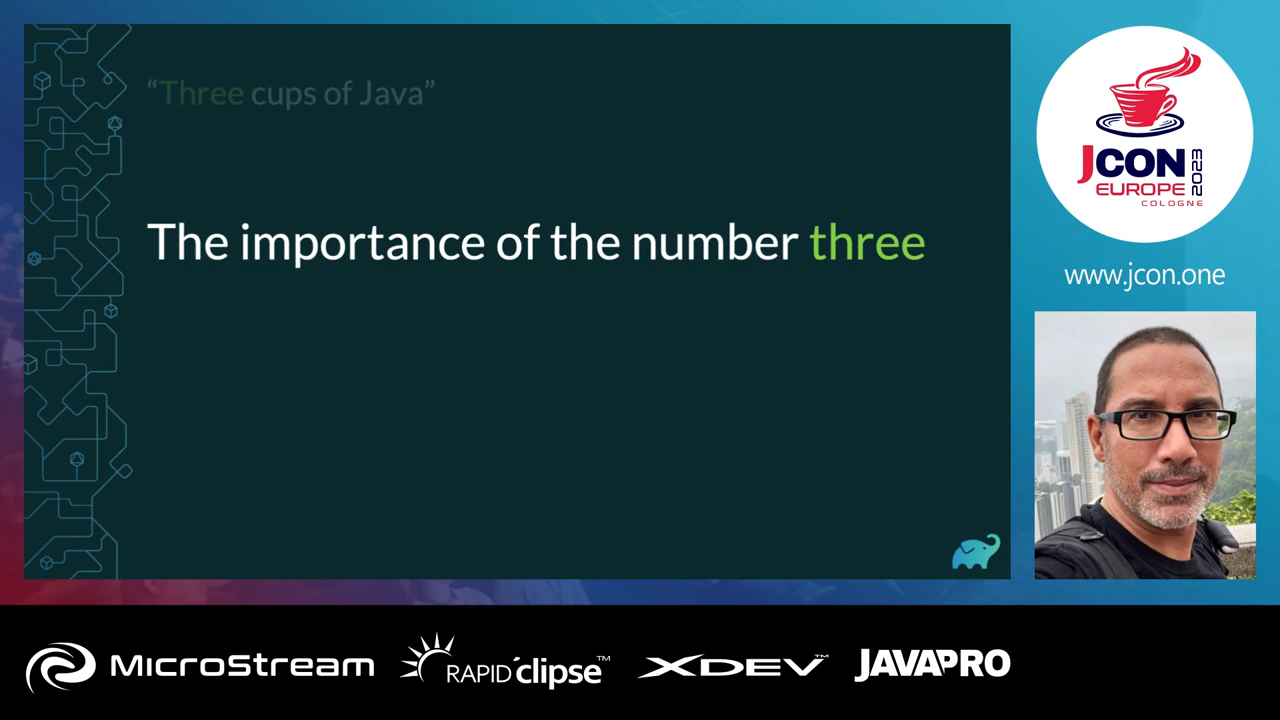 “Three cups of Java”
The importance of the number three
JCON
EUROPE
2023
COLOGNE
www.jcon.one
MicroStream
RAPID'clipse™
XDEV™
JAVAPRO